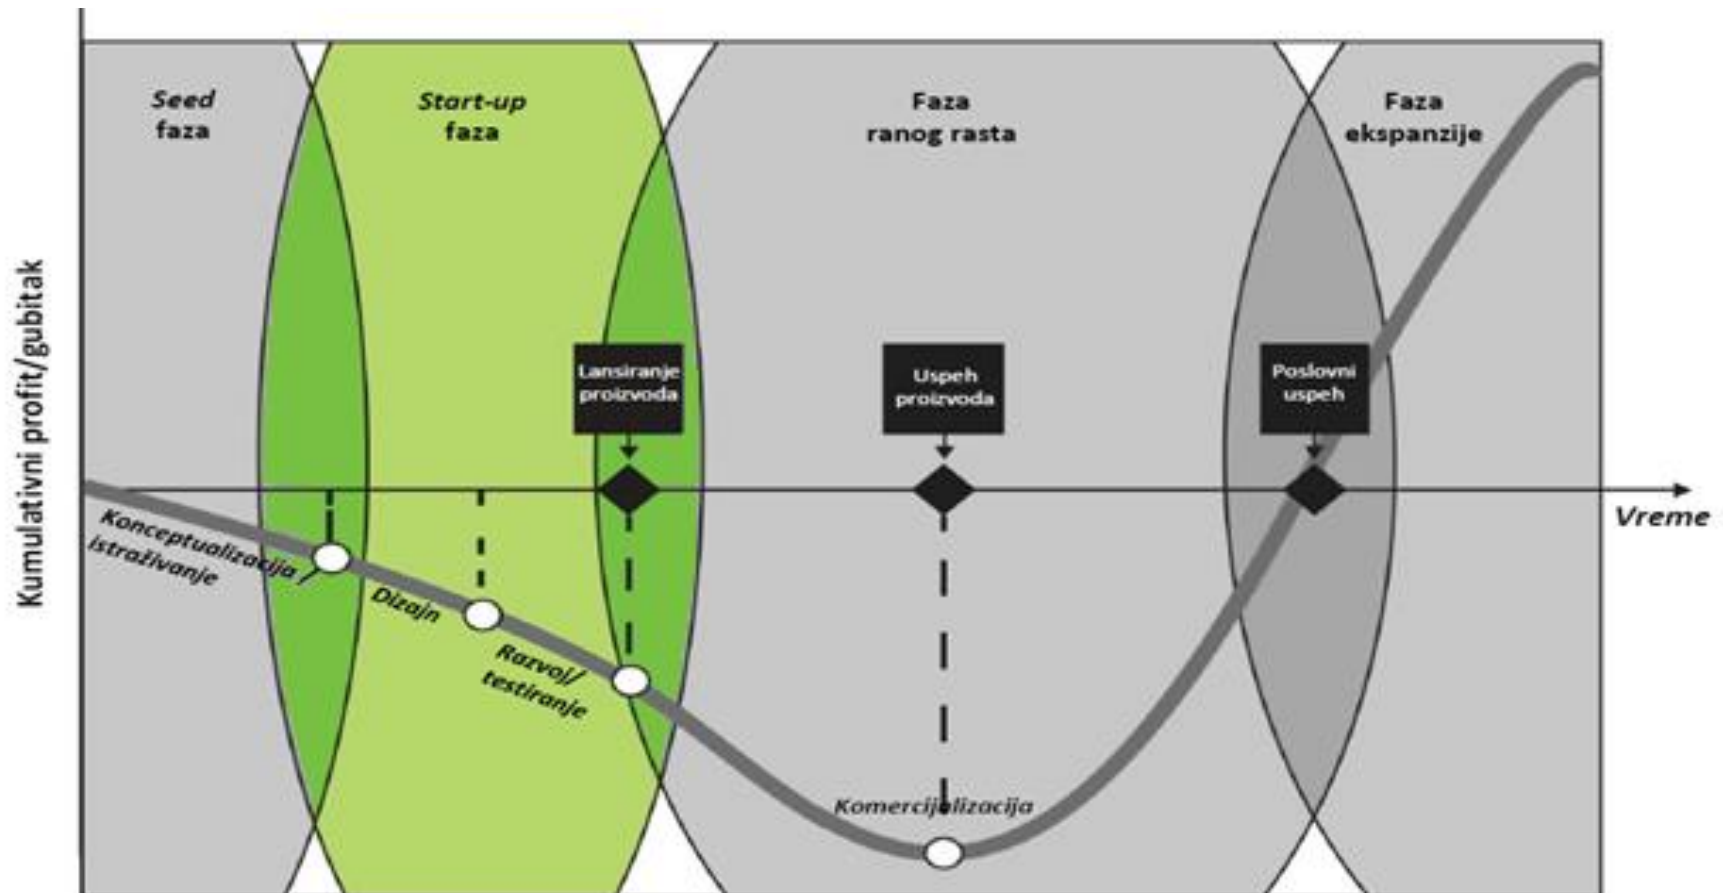 Seed
faza
Start-up
faza
Faza
ranog rasta
Faza
ekspanzije
Kumulativni profit/gubitak
Lansiranje
proizvoda
Uspeh
proizvoda
Poslovni
uspeh
Vreme
Konceptualizacija /
istraživanje
Dizajn
Razvoj/
testiranje
Komercijalizacija